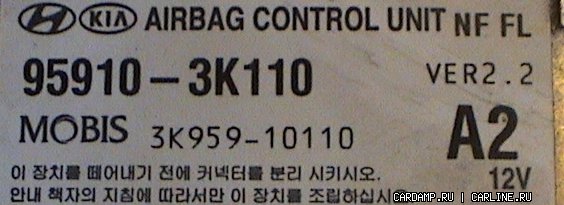 HYUNDAI KIA AIRBAG CONTROL UNIT NF FL
95910-3K110 VER2.2
MOBIS 3K959-10110 A2
이 장치를 떼어내기 전에 커넥터를 분리 시키시오. 12V
안내 책자의 지침에 따라서만 이 장치를 조립하십시
CARDAMP.RU | CARLINE.RU